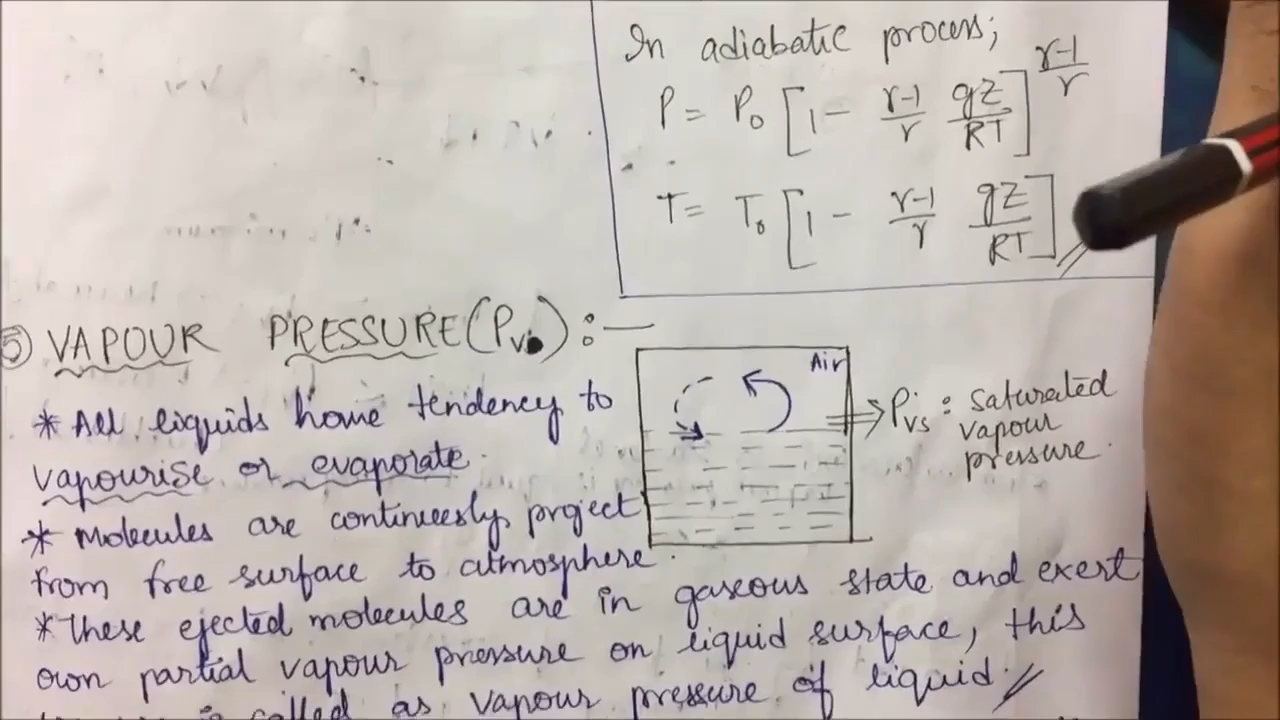 In adiabatic process;
P = P₀ [1 - r-1/r gZ/RT]^(r-1/r)
T = T₀ [1 - r-1/r gZ/RT]
5) VAPOUR PRESSURE (Pv) :—
Air
* All liquids home tendency to
vapourise or evaporate.
Pvs : saturated
vapour
pressure.
* Molecules are continuesly project
from free surface to atmosphere.
* These ejected molecules are in gaseous state and exert
own partial vapour pressure on liquid surface, this
called as vapour pressure of liquid.